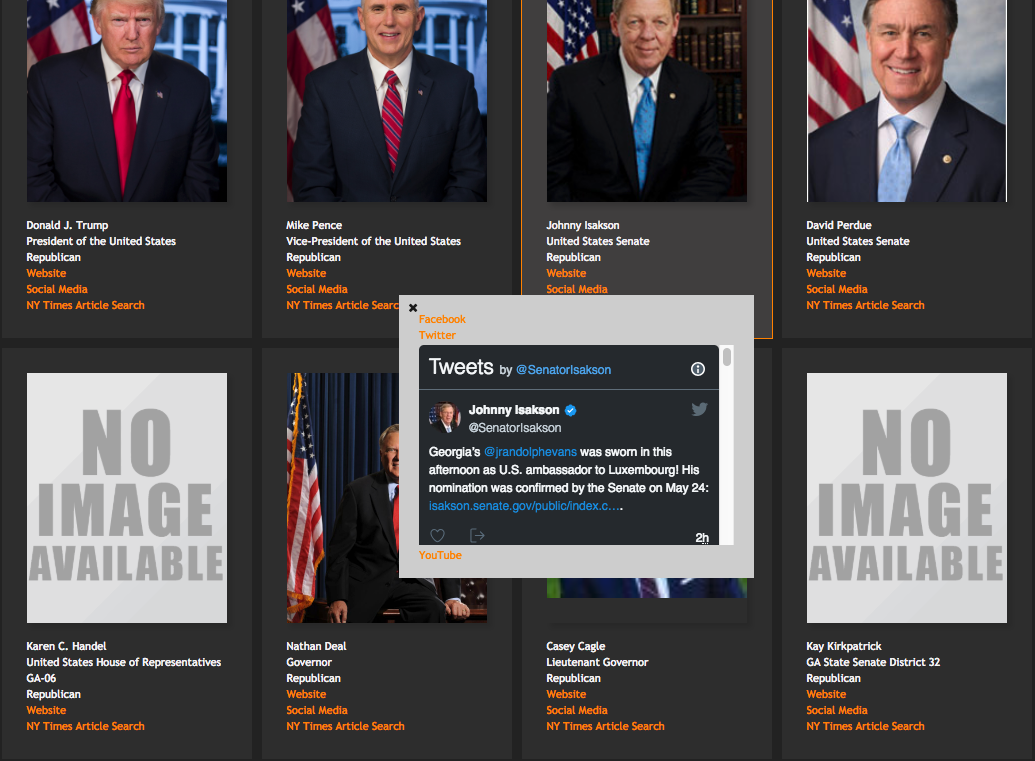 Donald J. Trump
President of the United States
Republican
Website
Social Media
NY Times Article Search
Mike Pence
Vice-President of the United States
Republican
Website
Social Media
NY Times Article Searc
Johnny Isakson
United States Senate
Republican
Website
Social Media
David Perdue
United States Senate
Republican
Website
Social Media
NY Times Article Search
✖
Facebook
Twitter
Tweets by @SenatorIsakson
Johnny Isakson
@SenatorIsakson
Georgia's @jrandolphevans was sworn in this
afternoon as U.S. ambassador to Luxembourg! His
nomination was confirmed by the Senate on May 24:
isakson.senate.gov/public/index.c….
2h
YouTube
NO
IMAGE
AVAILABLE
Karen C. Handel
United States House of Representatives
GA-06
Republican
Website
NY Times Article Search
Nathan Deal
Governor
Republican
Website
Social Media
NY Times Article Search
Casey Cagle
Lieutenant Governor
Republican
Website
Social Media
NY Times Article Search
NO
IMAGE
AVAILABLE
Kay Kirkpatrick
GA State Senate District 32
Republican
Website
Social Media
NY Times Article Search